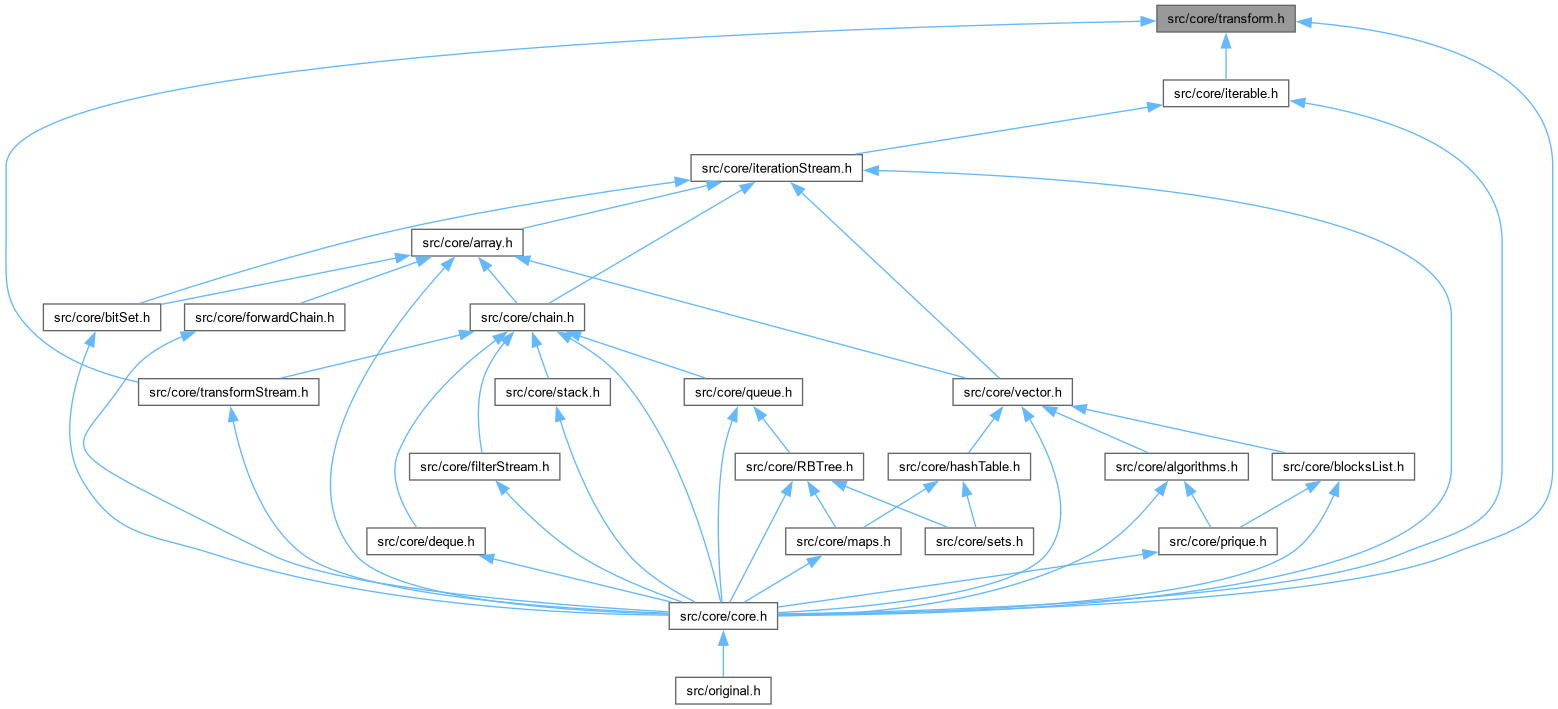 src/core/transform.h
src/core/iterable.h
src/core/iterationStream.h
src/core/array.h
src/core/bitSet.h
src/core/forwardChain.h
src/core/chain.h
src/core/transformStream.h
src/core/stack.h
src/core/queue.h
src/core/vector.h
src/core/filterStream.h
src/core/RBTree.h
src/core/hashTable.h
src/core/algorithms.h
src/core/blocksList.h
src/core/deque.h
src/core/maps.h
src/core/sets.h
src/core/prique.h
src/core/core.h
src/original.h